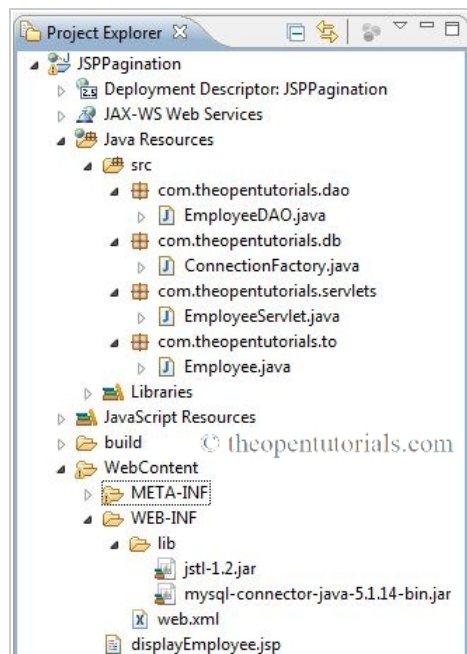 Project Explorer
JSPPagination
2.5 Deployment Descriptor: JSPPagination
JAX-WS Web Services
Java Resources
src
com.theopentutorials.dao
J EmployeeDAO.java
com.theopentutorials.db
J ConnectionFactory.java
com.theopentutorials.servlets
J EmployeeServlet.java
com.theopentutorials.to
J Employee.java
Libraries
JavaScript Resources
build
© theopentutorials.com
WebContent
META-INF
WEB-INF
lib
jstl-1.2.jar
mysql-connector-java-5.1.14-bin.jar
X web.xml
displayEmployee.jsp